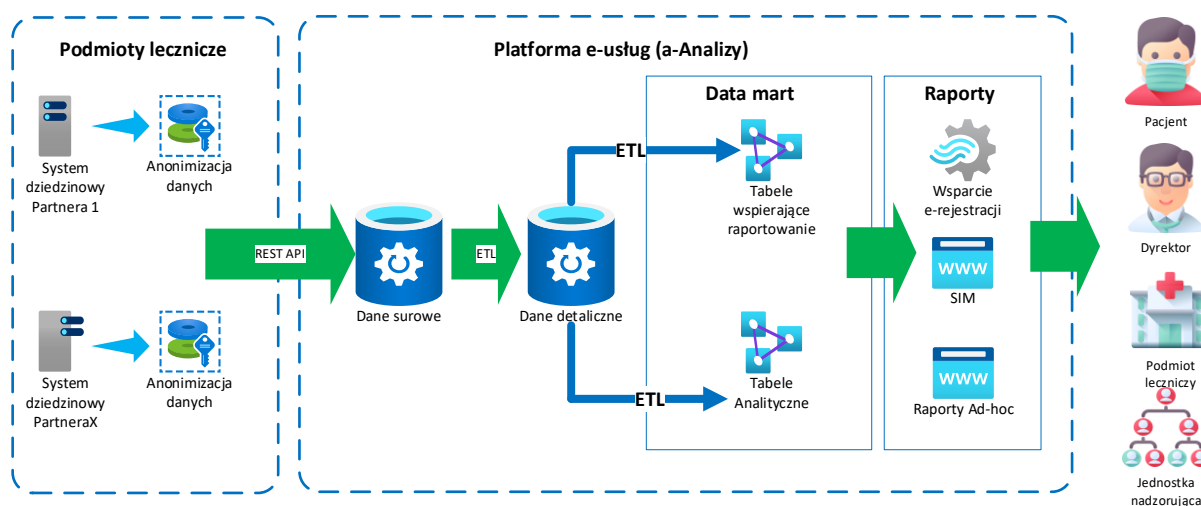 Podmioty lecznicze
System
dziedzinowy
Partnera 1
Anonimizacja
danych
System
dziedzinowy
PartneraX
Anonimizacja
danych
REST API
Platforma e-usług (a-Analizy)
Dane surowe
ETL
Dane detaliczne
ETL
ETL
Data mart
Tabele
wspierające
raportowanie
Tabele
Analityczne
Raporty
Wsparcie
e-rejestracji
WWW
SIM
WWW
Raporty Ad-hoc
Pacjent
Dyrektor
Podmiot
leczniczy
Jednostka
nadzorująca